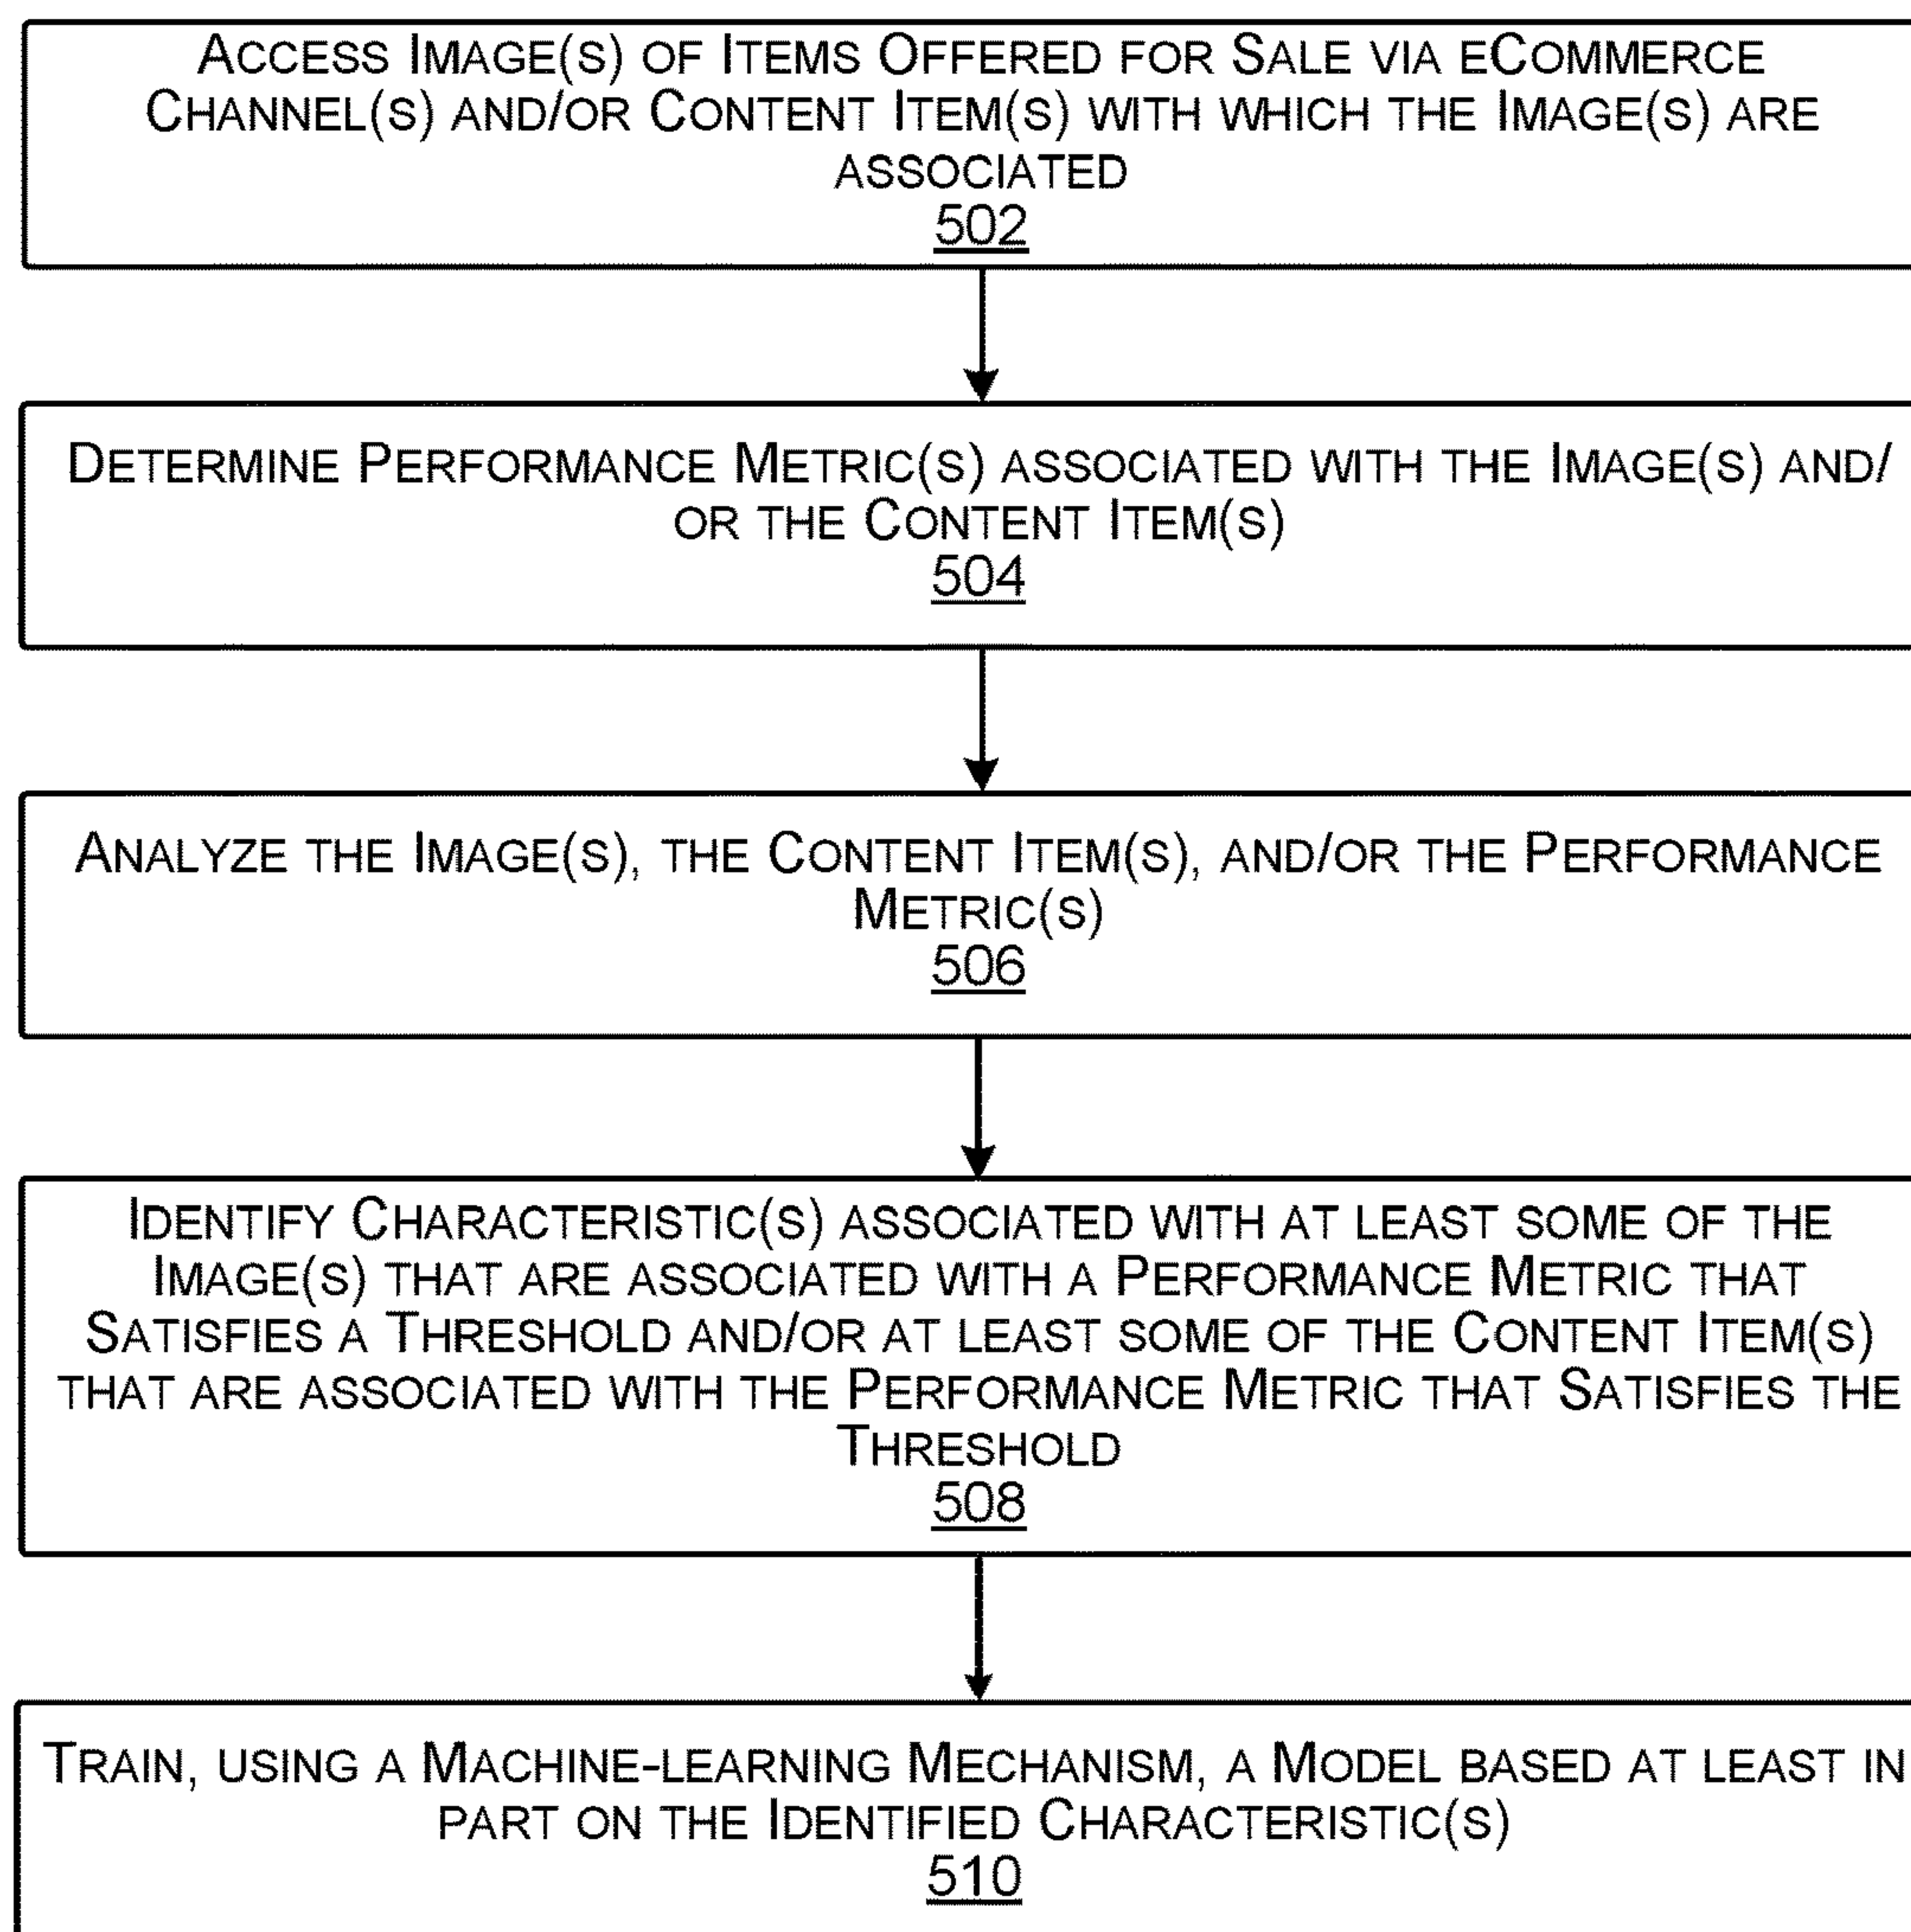 ACCESS IMAGE(S) OF ITEMS OFFERED FOR SALE VIA ECOMMERCE
CHANNEL(S) AND/OR CONTENT ITEM(S) WITH WHICH THE IMAGE(S) ARE
ASSOCIATED
502
DETERMINE PERFORMANCE METRIC(S) ASSOCIATED WITH THE IMAGE(S) AND/
OR THE CONTENT ITEM(S)
504
ANALYZE THE IMAGE(S), THE CONTENT ITEM(S), AND/OR THE PERFORMANCE
METRIC(S)
506
IDENTIFY CHARACTERISTIC(S) ASSOCIATED WITH AT LEAST SOME OF THE
IMAGE(S) THAT ARE ASSOCIATED WITH A PERFORMANCE METRIC THAT
SATISFIES A THRESHOLD AND/OR AT LEAST SOME OF THE CONTENT ITEM(S)
THAT ARE ASSOCIATED WITH THE PERFORMANCE METRIC THAT SATISFIES THE
THRESHOLD
508
TRAIN, USING A MACHINE-LEARNING MECHANISM, A MODEL BASED AT LEAST IN
PART ON THE IDENTIFIED CHARACTERISTIC(S)
510